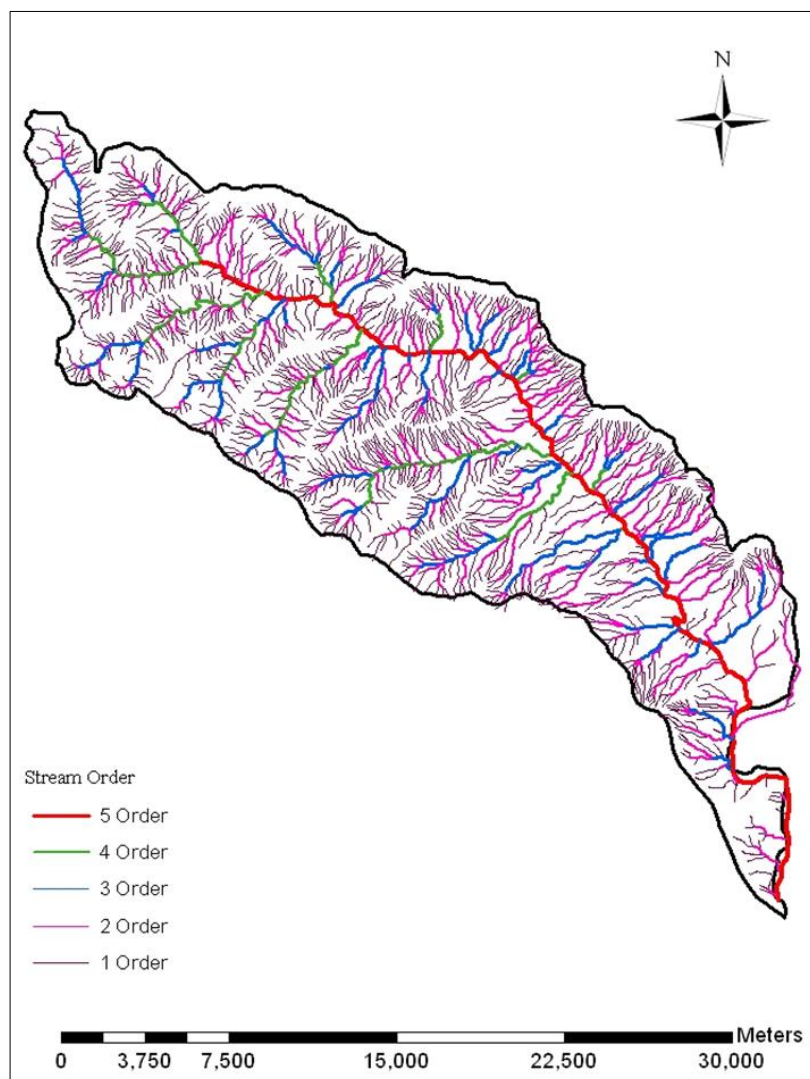 N
Stream Order
5 Order
4 Order
3 Order
2 Order
1 Order
Meters
0 3,750 7,500 15,000 22,500 30,000